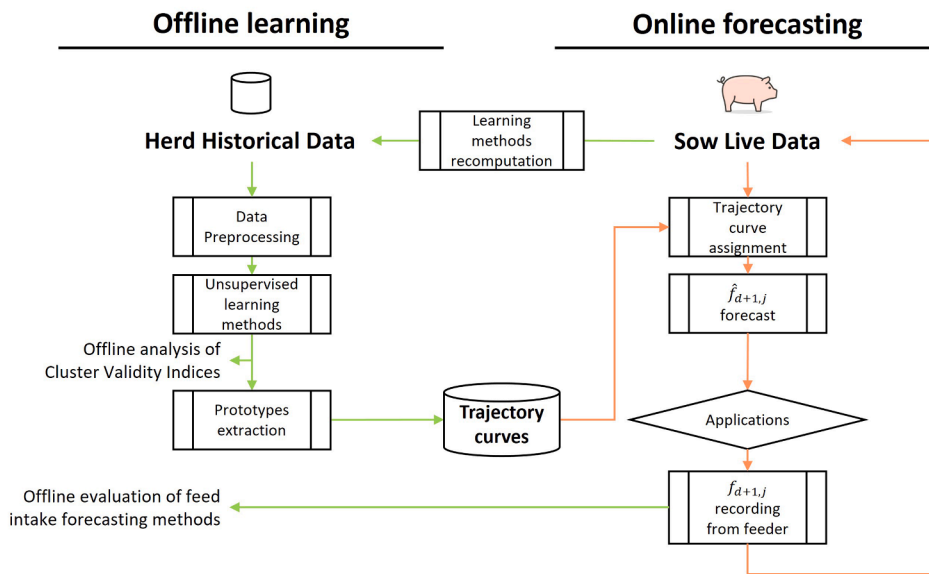 Offline learning
Online forecasting
Herd Historical Data
Learning
methods
recomputation
Sow Live Data
Data
Preprocessing
Unsupervised
learning
methods
Offline analysis of
Cluster Validity Indices
Prototypes
extraction
Trajectory
curves
Trajectory
curve
assignment
f̂_{d+1,j}
forecast
Applications
f_{d+1,j}
recording
from feeder
Offline evaluation of feed
intake forecasting methods